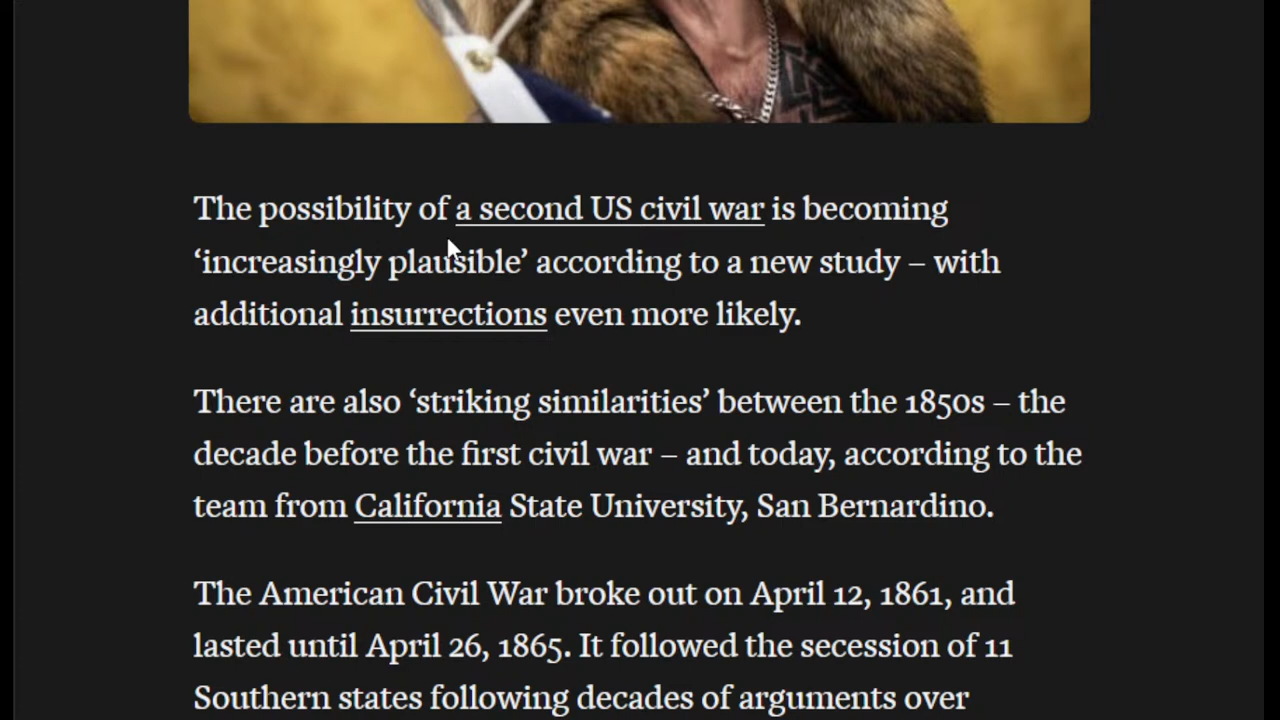 The possibility of a second US civil war is becoming
‘increasingly plausible’ according to a new study – with
additional insurrections even more likely.
There are also ‘striking similarities’ between the 1850s – the
decade before the first civil war – and today, according to the
team from California State University, San Bernardino.
The American Civil War broke out on April 12, 1861, and
lasted until April 26, 1865. It followed the secession of 11
Southern states following decades of arguments over